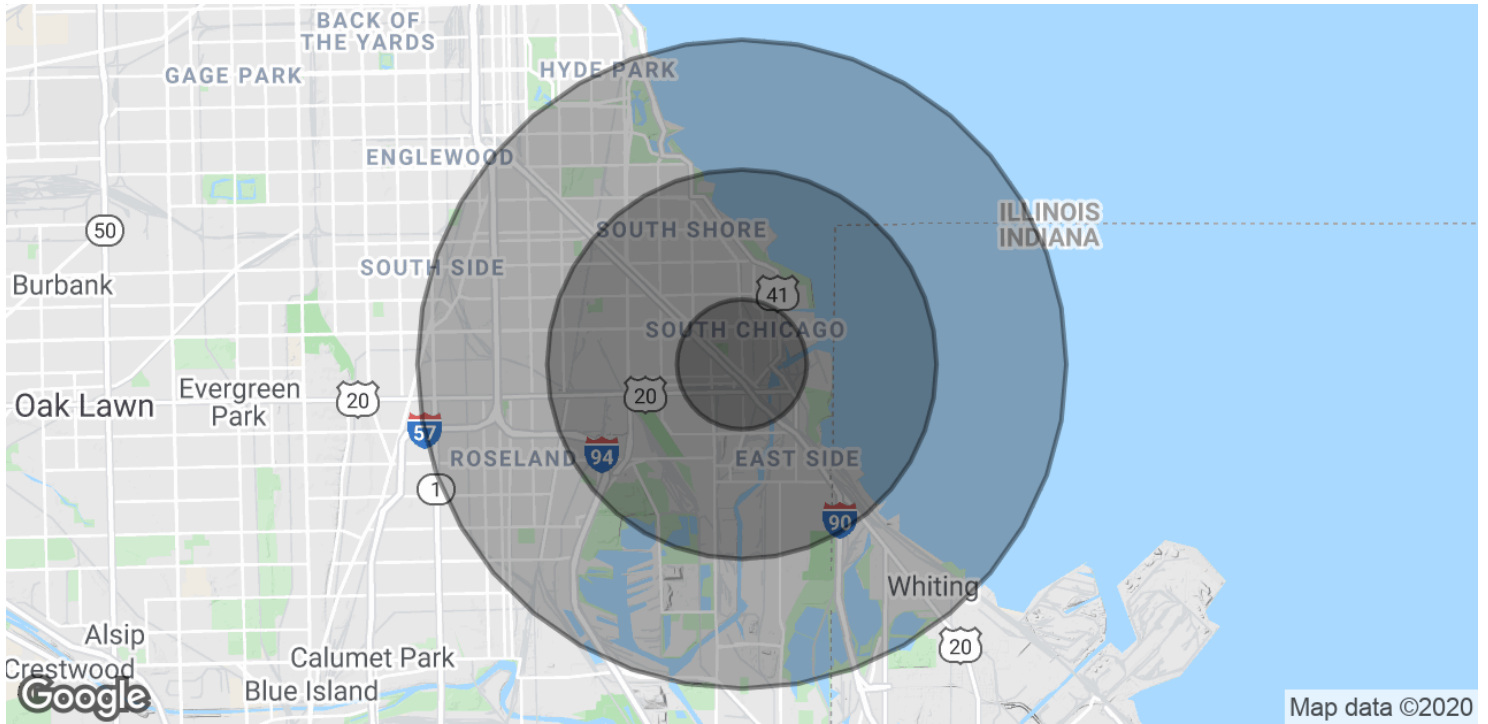 BACK OF
THE YARDS
GAGE PARK
HYDE PARK
ENGLEWOOD
ILLINOIS
INDIANA
50
SOUTH SHORE
SOUTH SIDE
Burbank
41
SOUTH CHICAGO
Evergreen
Park
20
20
Oak Lawn
57
ROSELAND
94
EAST SIDE
1
90
Whiting
Alsip
20
Calumet Park
Crestwood
Blue Island
Google
Map data ©2020